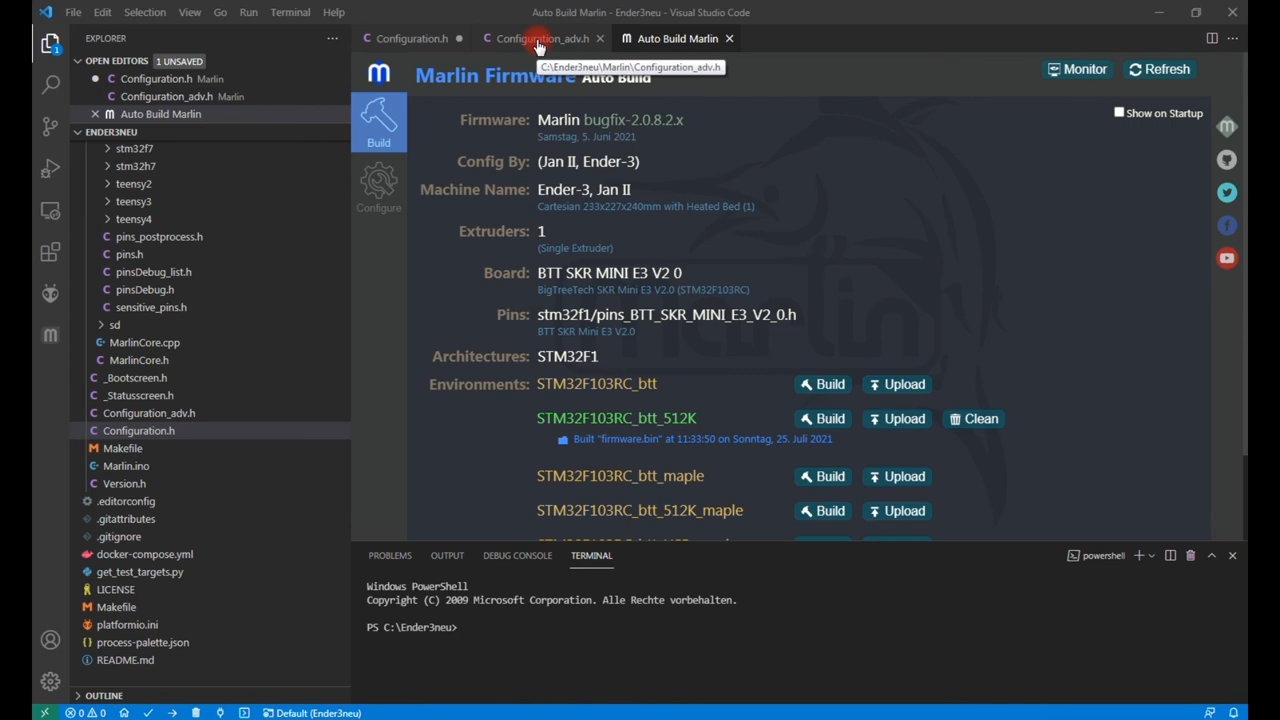 File Edit Selection View Go Run Terminal Help
Auto Build Marlin - Ender3neu - Visual Studio Code
EXPLORER
OPEN EDITORS 1 UNSAVED
Configuration.h Marlin
Configuration_adv.h Marlin
Auto Build Marlin
ENDER3NEU
stm32f7
stm32h7
teensy2
teensy3
teensy4
pins_postprocess.h
pins.h
pinsDebug_list.h
pinsDebug.h
sensitive_pins.h
sd
MarlinCore.cpp
MarlinCore.h
_Bootscreen.h
_Statusscreen.h
Configuration_adv.h
Configuration.h
Makefile
Marlin.ino
Version.h
.editorconfig
.gitattributes
.gitignore
docker-compose.yml
get_test_targets.py
LICENSE
Makefile
platformio.ini
process-palette.json
README.md
OUTLINE
1
Configuration.h
Configuration_adv.h
Auto Build Marlin
C:\Ender3neu\Marlin\Configuration_adv.h
Marlin Firmware Auto Build
Monitor
Refresh
Build
Configure
Show on Startup
Firmware: Marlin bugfix-2.0.8.2.x
Samstag, 5. Juni 2021
Config By: (Jan II, Ender-3)
Machine Name: Ender-3, Jan II
Cartesian 233x227x240mm with Heated Bed (1)
Extruders: 1
(Single Extruder)
Board: BTT SKR MINI E3 V2 0
BigTreeTech SKR Mini E3 V2.0 (STM32F103RC)
Pins: stm32f1/pins_BTT_SKR_MINI_E3_V2_0.h
BTT SKR Mini E3 V2.0
Architectures: STM32F1
Environments: STM32F103RC_btt Build Upload
STM32F103RC_btt_512K Build Upload Clean
Built "firmware.bin" at 11:33:50 on Sonntag, 25. Juli 2021
STM32F103RC_btt_maple Build Upload
STM32F103RC_btt_512K_maple Build Upload
PROBLEMS OUTPUT DEBUG CONSOLE TERMINAL
powershell
Windows PowerShell
Copyright (C) 2009 Microsoft Corporation. Alle Rechte vorbehalten.
PS C:\Ender3neu>
0 0 Default (Ender3neu)